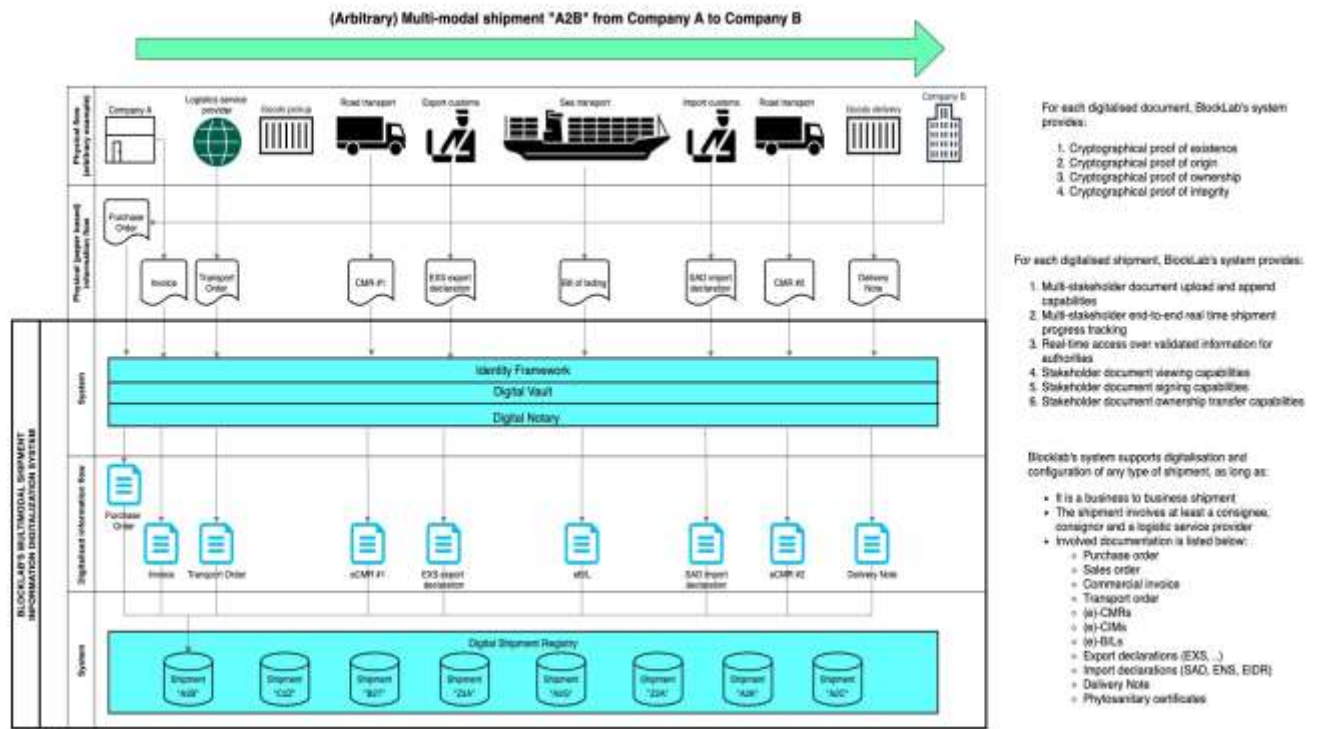 (Arbitrary) Multi-modal shipment "A2B" from Company A to Company B
Physical flow
(arbitrary example)
Company A
Logistics service
provider
Goods pickup
Road transport
Export customs
Sea transport
Import customs
Road transport
Goods delivery
Company B
Physical (paper based)
information flow
Purchase
Order
Invoice
Transport
Order
CMR #1
EXS export
declaration
Bill of lading
SAD import
declaration
CMR #2
Delivery
Note
BLOCKLAB'S MULTIMODAL SHIPMENT
INFORMATION DIGITALIZATION SYSTEM
System
Identity Framework
Digital Vault
Digital Notary
Digitalised information flow
Purchase
Order
Invoice
Transport Order
eCMR #1
EXS export
declaration
eB/L
SAD import
declaration
eCMR #2
Delivery Note
System
Digital Shipment Registry
Shipment
"A2B"
Shipment
Shipment
Shipment
Shipment
Shipment
Shipment
Shipment
For each digitalised document, BlockLab's system
provides:
1. Cryptographical proof of existence
2. Cryptographical proof of origin
3. Cryptographical proof of ownership
4. Cryptographical proof of integrity
For each digitalised shipment, BlockLab's system provides:
1. Multi-stakeholder document upload and append
capabilities
2. Multi-stakeholder end-to-end real time shipment
progress tracking
3. Real-time access over validated information for
authorities
4. Stakeholder document viewing capabilities
5. Stakeholder document signing capabilities
6. Stakeholder document ownership transfer capabilities
Blocklab's system supports digitalisation and
configuration of any type of shipment, as long as:
• It is a business to business shipment
• The shipment involves at least a consignee,
consignor and a logistic service provider
• Involved documentation is listed below:
○ Purchase order
○ Sales order
○ Commercial invoice
○ Transport order
○ (e)-CMRs
○ (e)-CIMs
○ (e)-B/Ls
○ Export declarations (EXS, ..)
○ Import declarations (SAD, ENS, EIDR)
○ Delivery Note
○ Phytosanitary certificates